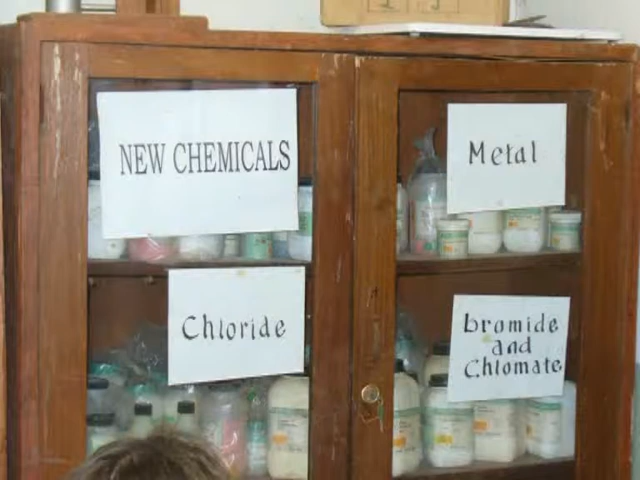 NEW CHEMICALS
Metal
Chloride
bromide
and
Chlomate